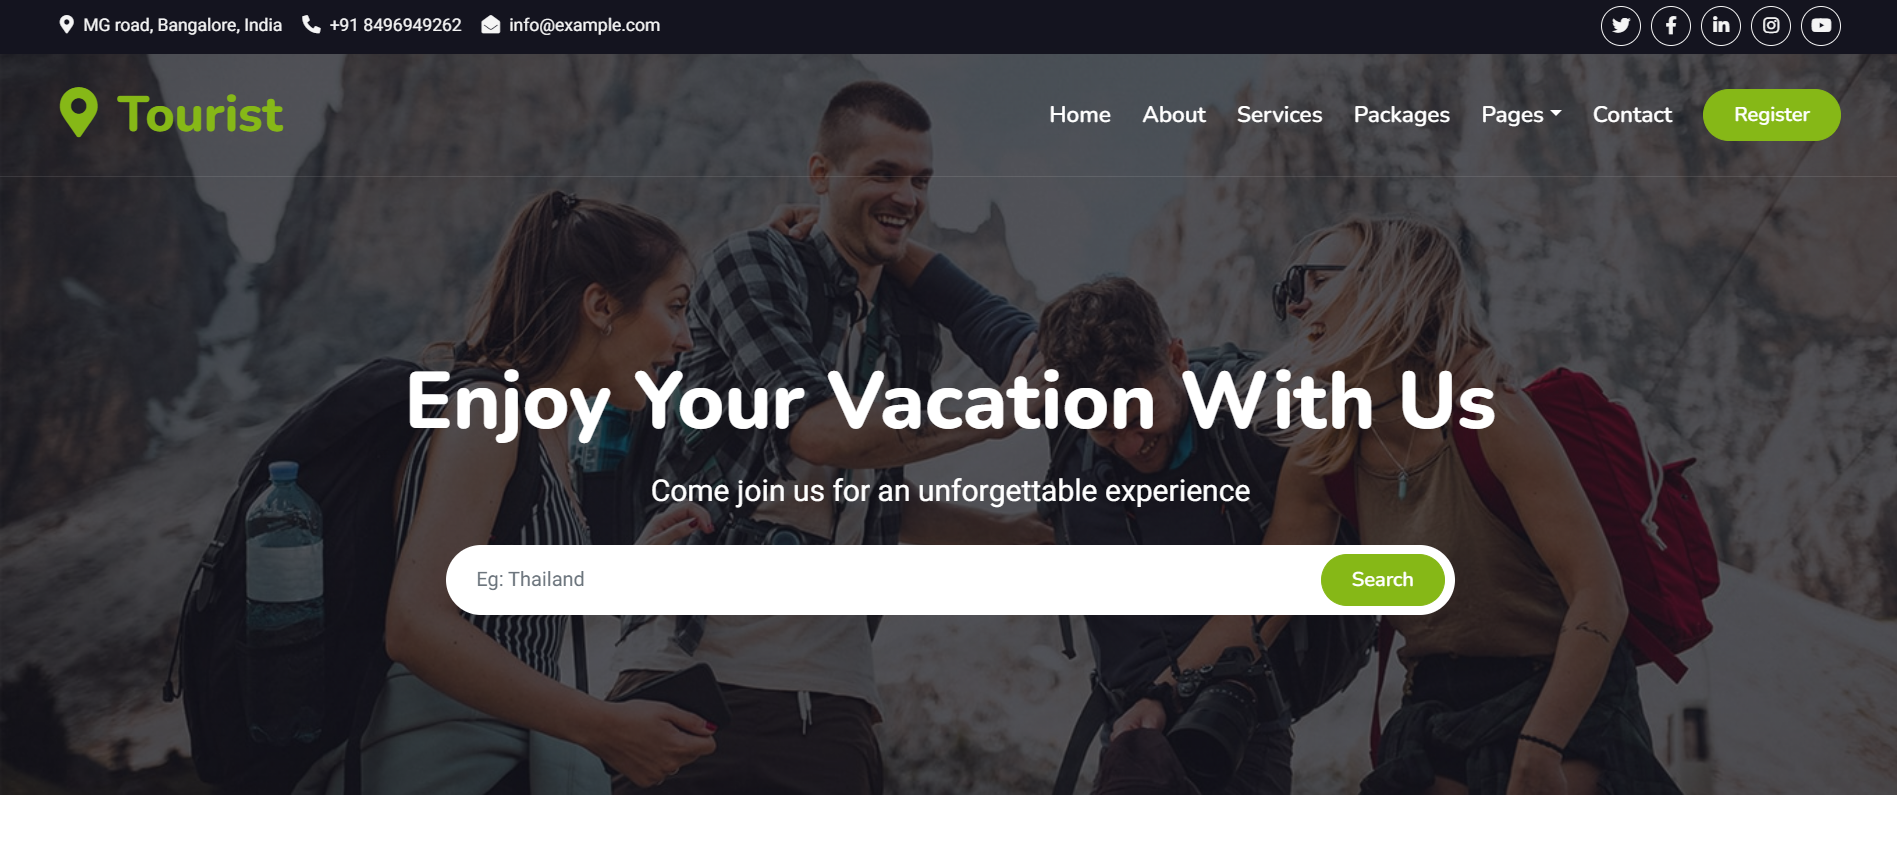 MG road, Bangalore, India +91 8496949262 info@example.com
Tourist Home About Services Packages Pages Contact Register
Enjoy Your Vacation With Us
Come join us for an unforgettable experience
Eg: Thailand Search